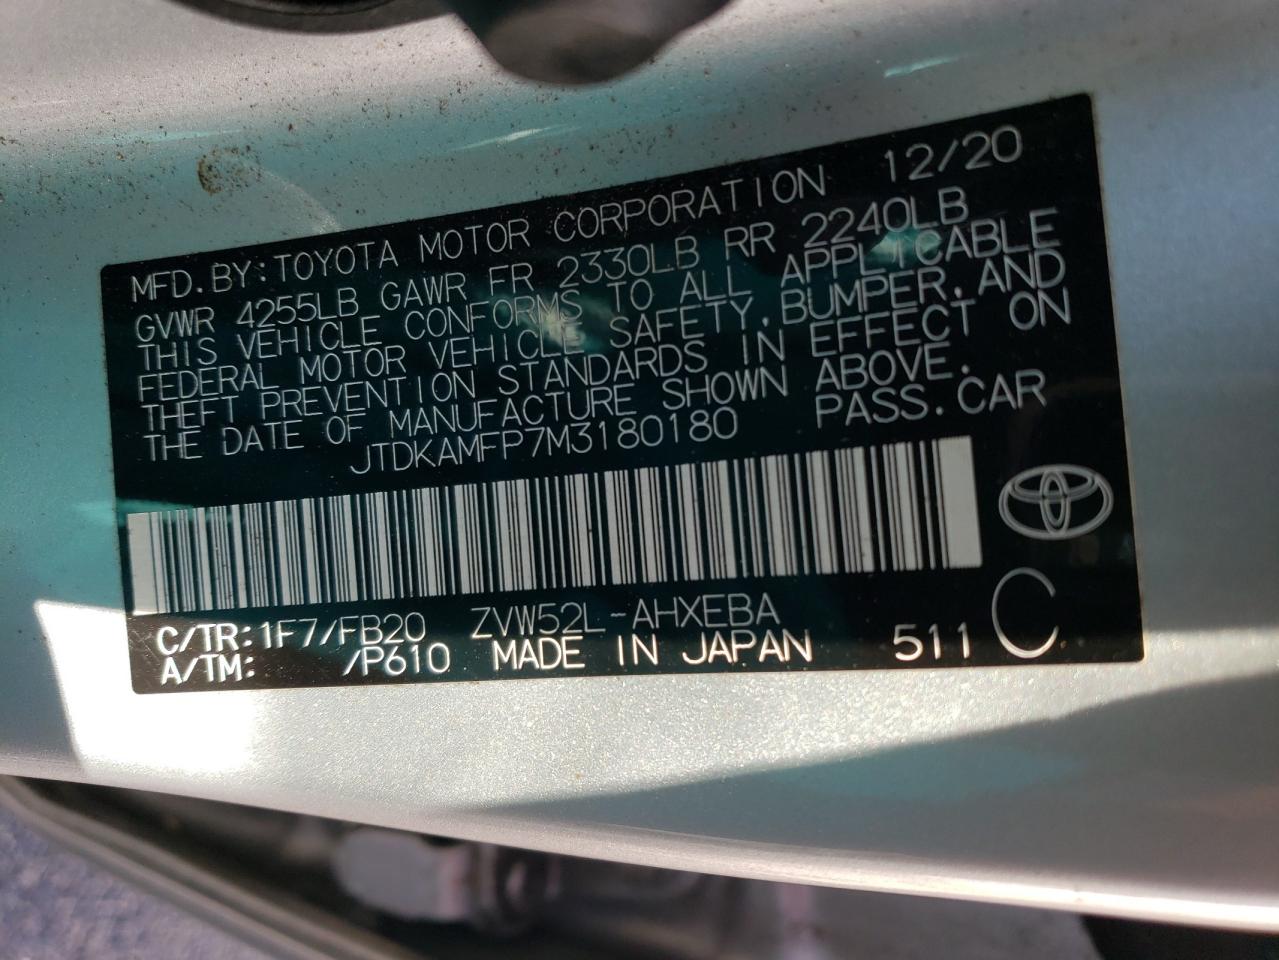 MFD. BY: TOYOTA MOTOR CORPORATION 12/20
GVWR 4255LB GAWR FR 2330LB RR 2240LB
THIS VEHICLE CONFORMS TO ALL APPLICABLE
FEDERAL MOTOR VEHICLE SAFETY, BUMPER, AND
THEFT PREVENTION STANDARDS IN EFFECT ON
THE DATE OF MANUFACTURE SHOWN ABOVE.
JTDKAMFP7M3180180 PASS. CAR
C/TR: 1F7/FB20 ZVW52L-AHXEBA
A/TM: /P610 MADE IN JAPAN 511 C